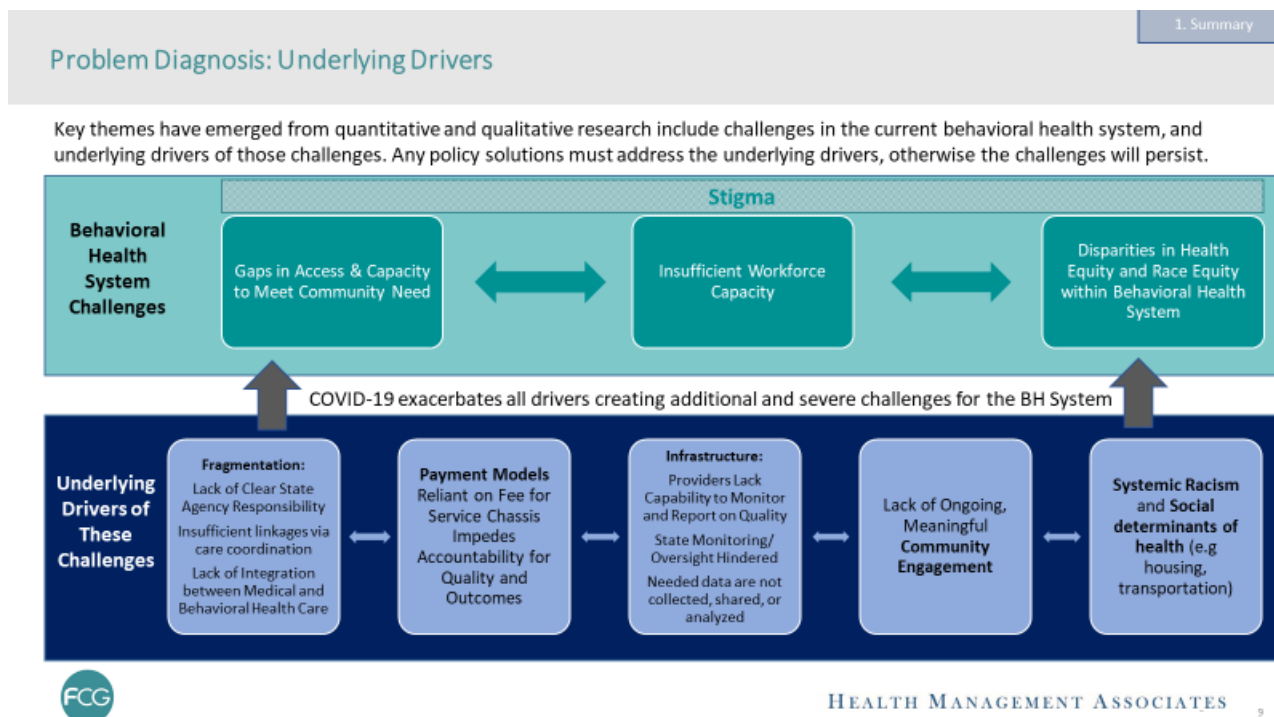 1. Summary
Problem Diagnosis: Underlying Drivers
Key themes have emerged from quantitative and qualitative research include challenges in the current behavioral health system, and
underlying drivers of those challenges. Any policy solutions must address the underlying drivers, otherwise the challenges will persist.
Stigma
Behavioral
Health
System
Challenges
Gaps in Access & Capacity
to Meet Community Need
Insufficient Workforce
Capacity
Disparities in Health
Equity and Race Equity
within Behavioral Health
System
COVID-19 exacerbates all drivers creating additional and severe challenges for the BH System
Underlying
Drivers of
These
Challenges
Fragmentation:
Lack of Clear State
Agency Responsibility
Insufficient linkages via
care coordination
Lack of Integration
between Medical and
Behavioral Health Care
Payment Models
Reliant on Fee for
Service Chassis
Impedes
Accountability for
Quality and
Outcomes
Infrastructure:
Providers Lack
Capability to Monitor
and Report on Quality
State Monitoring/
Oversight Hindered
Needed data are not
collected, shared, or
analyzed
Lack of Ongoing,
Meaningful
Community
Engagement
Systemic Racism
and Social
determinants of
health (e.g
housing,
transportation)
FCG
HEALTH MANAGEMENT ASSOCIATES
9